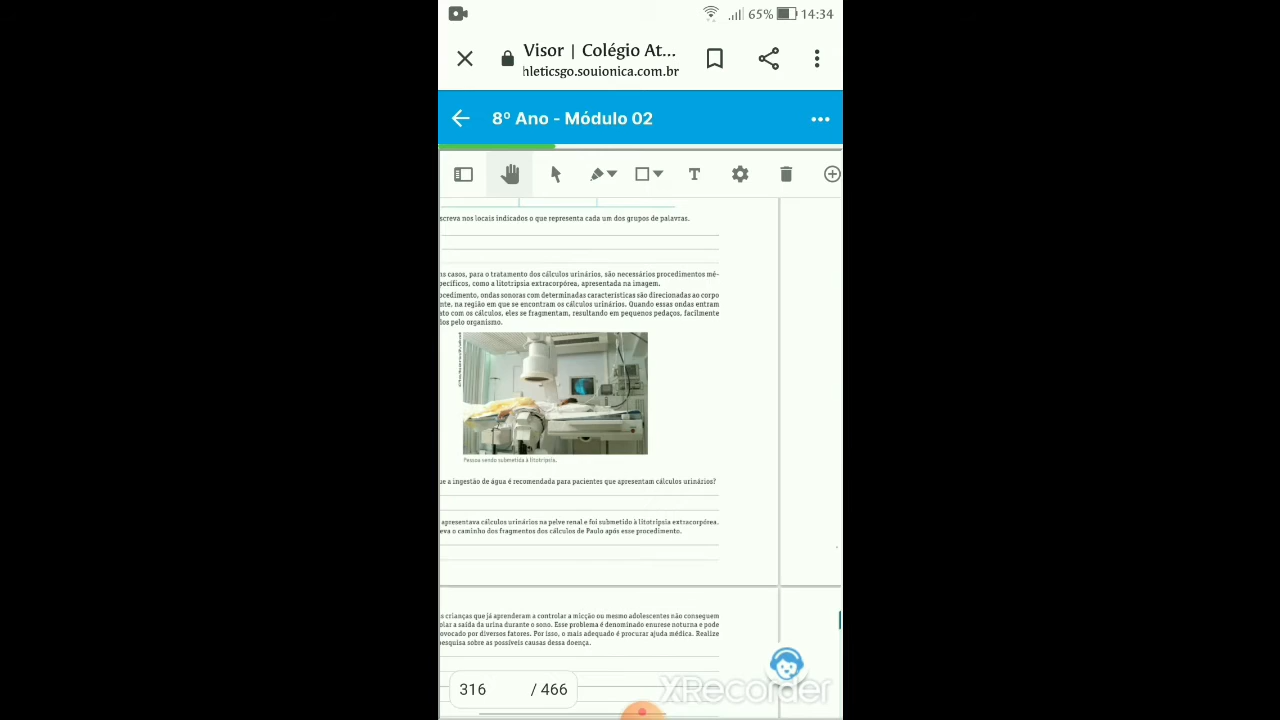 65% 14:34
Visor | Colégio At...
hleticsgo.souionica.com.br
8º Ano - Módulo 02
T
screva nos locais indicados o que representa cada um dos grupos de palavras.
ns casos, para o tratamento dos cálculos urinários, são necessários procedimentos mé-
pecíficos, como a litotripsia extracorpórea, apresentada na imagem.
ocedimento, ondas sonoras com determinadas características são direcionadas ao corpo
nte, na região em que se encontram os cálculos urinários. Quando essas ondas entram
ato com os cálculos, eles se fragmentam, resultando em pequenos pedaços, facilmente
dos pelo organismo.
Pessoa sendo submetida à litotripsia.
ue a ingestão de água é recomendada para pacientes que apresentam cálculos urinários?
apresentava cálculos urinários na pelve renal e foi submetido à litotripsia extracorpórea.
eva o caminho dos fragmentos dos cálculos de Paulo após esse procedimento.
s crianças que já aprenderam a controlar a micção ou mesmo adolescentes não conseguem
olar a saída da urina durante o sono. Esse problema é denominado enurese noturna e pode
ovocado por diversos fatores. Por isso, o mais adequado é procurar ajuda médica. Realize
pesquisa sobre as possíveis causas dessa doença.
316 / 466
XRecorder